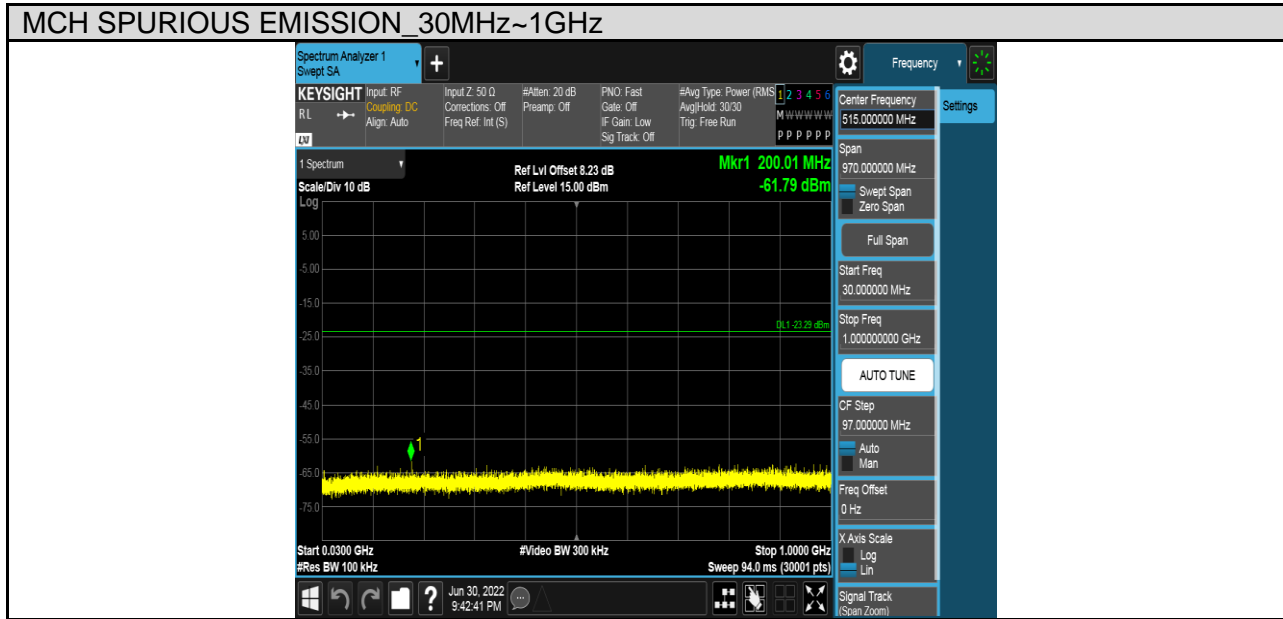 MCH SPURIOUS EMISSION_30MHz~1GHz
Spectrum Analyzer 1
Swept SA
+
Frequency
KEYSIGHT
RL
LXI
Input: RF
Coupling: DC
Align: Auto
Input Z: 50 Ω
Corrections: Off
Freq Ref: Int (S)
#Atten: 20 dB
Preamp: Off
PNO: Fast
Gate: Off
IF Gain: Low
Sig Track: Off
#Avg Type: Power (RMS
Avg|Hold: 30/30
Trig: Free Run
1 2 3 4 5 6
M W W W W W
P P P P P P
1 Spectrum
Scale/Div 10 dB
Ref Lvl Offset 8.23 dB
Ref Level 15.00 dBm
Mkr1 200.01 MHz
-61.79 dBm
Log
5.00
-5.00
-15.0
DL1 -23.29 dBm
-25.0
-35.0
-45.0
-55.0
1
-65.0
-75.0
Start 0.0300 GHz
#Res BW 100 kHz
#Video BW 300 kHz
Stop 1.0000 GHz
Sweep 94.0 ms (30001 pts)
?
Jun 30, 2022
9:42:41 PM
Center Frequency
515.000000 MHz
Settings
Span
970.000000 MHz
Swept Span
Zero Span
Full Span
Start Freq
30.000000 MHz
Stop Freq
1.000000000 GHz
AUTO TUNE
CF Step
97.000000 MHz
Auto
Man
Freq Offset
0 Hz
X Axis Scale
Log
Lin
Signal Track
(Span Zoom)